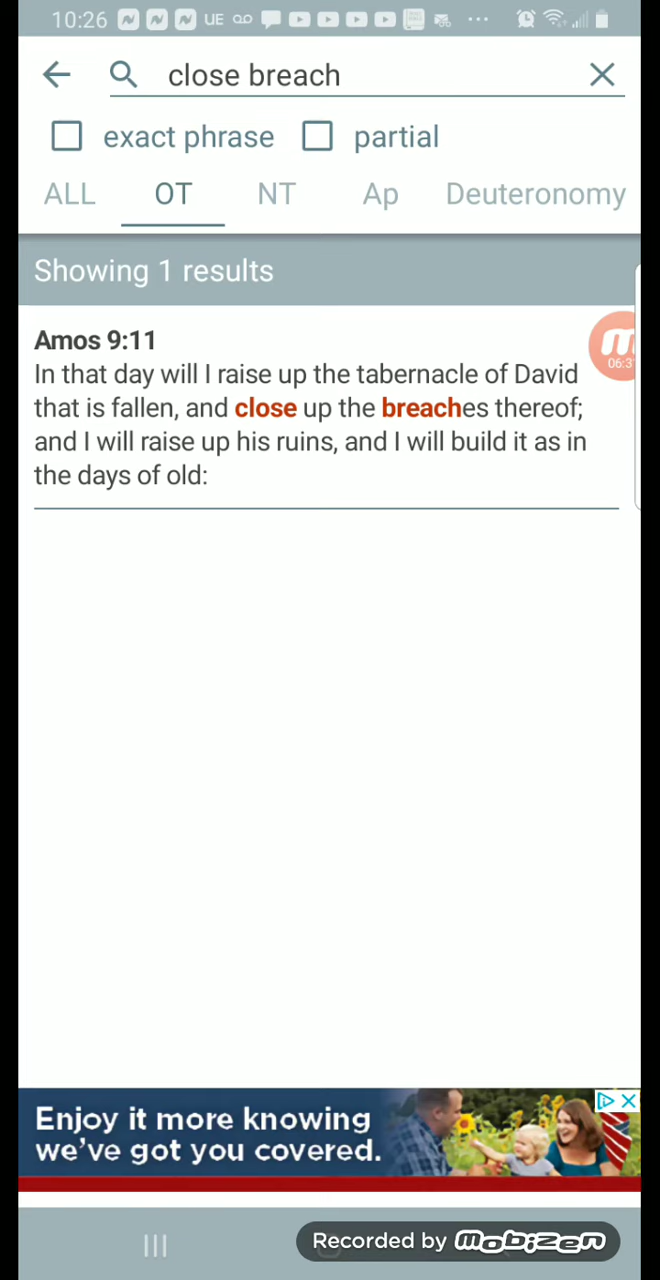 10:26 UE
close breach
exact phrase partial
ALL OT NT Ap Deuteronomy
Showing 1 results
Amos 9:11
In that day will I raise up the tabernacle of David
that is fallen, and close up the breaches thereof;
and I will raise up his ruins, and I will build it as in
the days of old:
Enjoy it more knowing
we've got you covered.
Recorded by mobizen